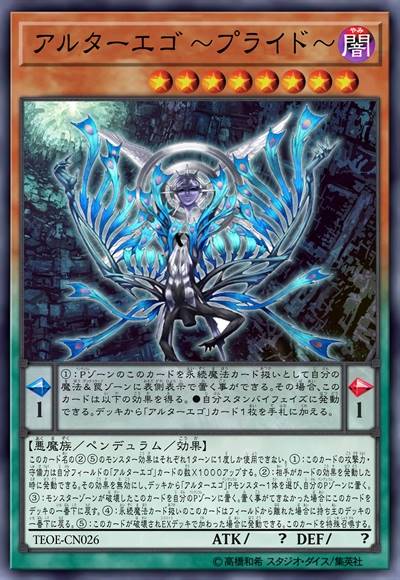 アルターエゴ ～プライド～
闇
①：Pゾーンのこのカードを永続魔法カード扱いとして自分の
魔法&罠ゾーンに表側表示で置く事ができる。その場合、この
カードは以下の効果を得る。●自分スタンバイフェイズに発動
できる。デッキから「アルターエゴ」カード1枚を手札に加える。
1
1
【悪魔族／ペンデュラム／効果】
このカード名の②⑤のモンスター効果はそれぞれ1ターンに1度しか使用できない。①：このカードの攻撃力・
守備力は自分フィールドの「アルターエゴ」カードの数×1000アップする。②：相手がカードの効果を発動した
時に発動できる。その効果を無効にし、デッキから「アルターエゴ」Pモンスター1体を選び、自分のPゾーンに置く。
③：モンスターゾーンが破壊したこのカードを自分のPゾーンに置く。置く事ができなかった場合にこのカードを
デッキの一番下に戻す。④：永続魔法カード扱いのこのカードはフィールドから離れた場合に持ち主のデッキの
一番下に戻る。⑤：このカードが破壊されEXデッキで加わった場合に発動できる。このカードを特殊召喚する。
TEOE-CN026
ATK/ ? DEF/ ?
©高橋和希 スタジオ・ダイス/集英社